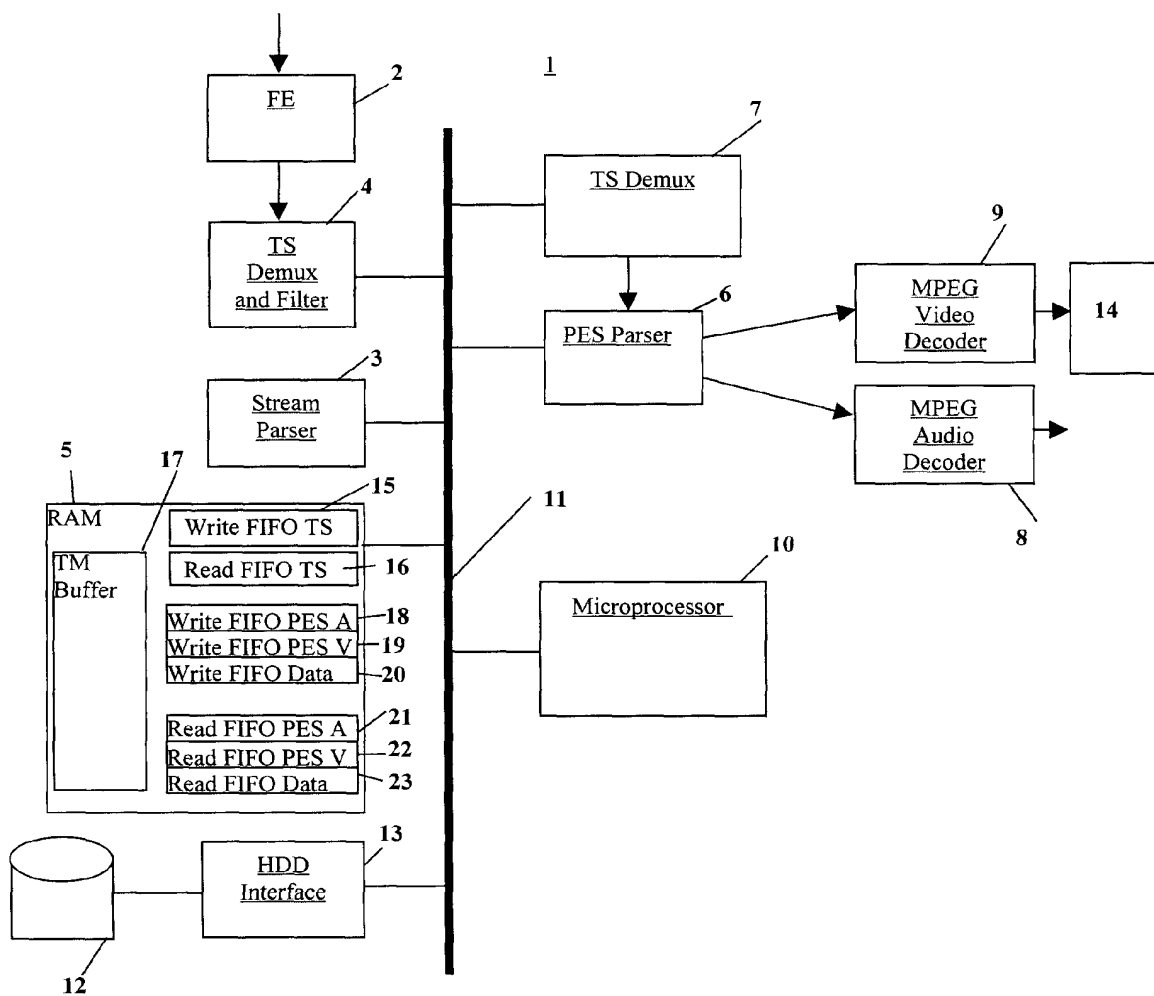 1
2
FE
7
TS Demux
4
TS
Demux
and Filter
9
MPEG
Video
Decoder
14
6
PES Parser
3
Stream
Parser
MPEG
Audio
Decoder
8
5
17
15
RAM
Write FIFO TS
11
TM
Buffer
Read FIFO TS
16
10
Microprocessor
Write FIFO PES A
18
Write FIFO PES V
19
Write FIFO Data
20
21
Read FIFO PES A
Read FIFO PES V
22
Read FIFO Data
23
13
HDD
Interface
12